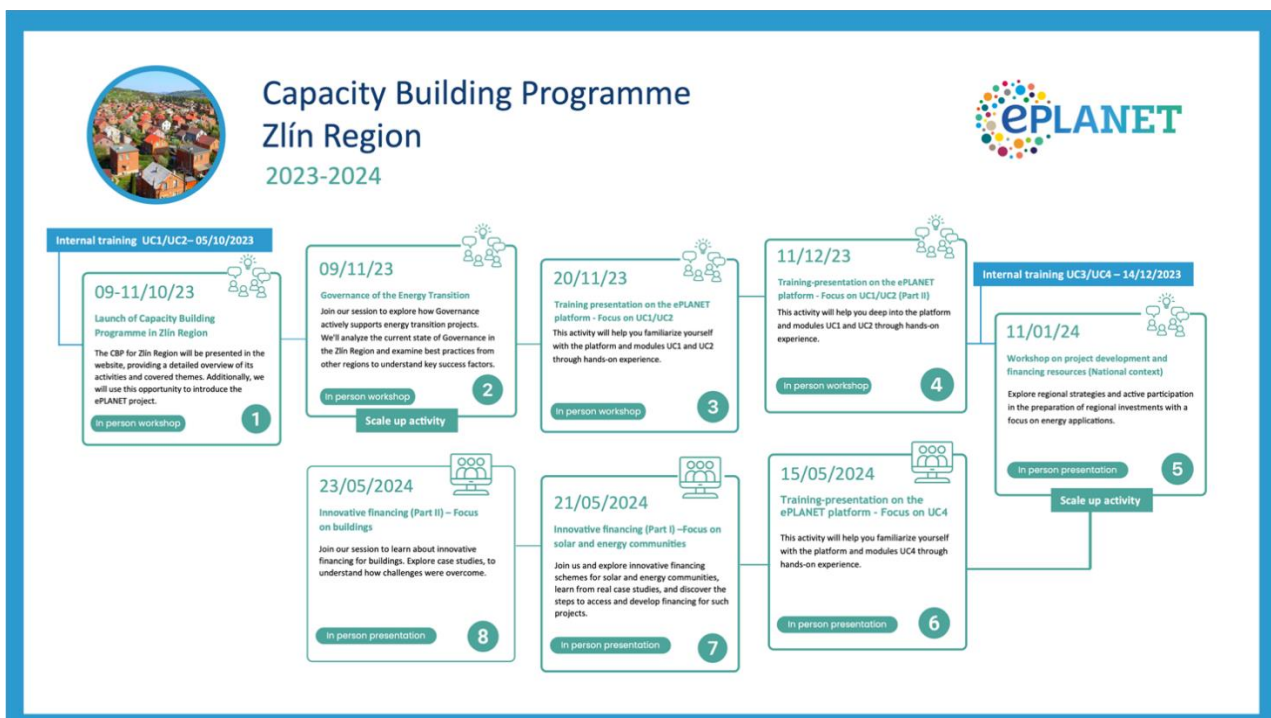 Capacity Building Programme
Zlín Region
2023-2024
ePLANET
Internal training UC1/UC2– 05/10/2023
09-11/10/23
Launch of Capacity Building
Programme in Zlín Region
The CBP for Zlín Region will be presented in the
website, providing a detailed overview of its
activities and covered themes. Additionally, we
will use this opportunity to introduce the
ePLANET project.
In person workshop
1
09/11/23
Governance of the Energy Transition
Join our session to explore how Governance
actively supports energy transition projects.
We'll analyze the current state of Governance in
the Zlín Region and examine best practices from
other regions to understand key success factors.
In person workshop
2
Scale up activity
20/11/23
Training presentation on the ePLANET
platform - Focus on UC1/UC2
This activity will help you familiarize yourself
with the platform and modules UC1 and UC2
through hands-on experience.
In person workshop
3
11/12/23
Training-presentation on the ePLANET
platform - Focus on UC1/UC2 (Part II)
This activity will help you deep into the platform
and modules UC1 and UC2 through hands-on
experience.
In person workshop
4
Internal training UC3/UC4 – 14/12/2023
11/01/24
Workshop on project development and
financing resources (National context)
Explore regional strategies and active participation
in the preparation of regional investments with a
focus on energy applications.
In person presentation
5
Scale up activity
15/05/2024
Training-presentation on the
ePLANET platform - Focus on UC4
This activity will help you familiarize yourself
with the platform and modules UC4 through
hands-on experience.
In person presentation
6
21/05/2024
Innovative financing (Part I) –Focus on
solar and energy communities
Join us and explore innovative financing
schemes for solar and energy communities,
learn from real case studies, and discover the
steps to access and develop financing for such
projects.
In person presentation
7
23/05/2024
Innovative financing (Part II) – Focus
on buildings
Join our session to learn about innovative
financing for buildings. Explore case studies, to
understand how challenges were overcome.
In person presentation
8